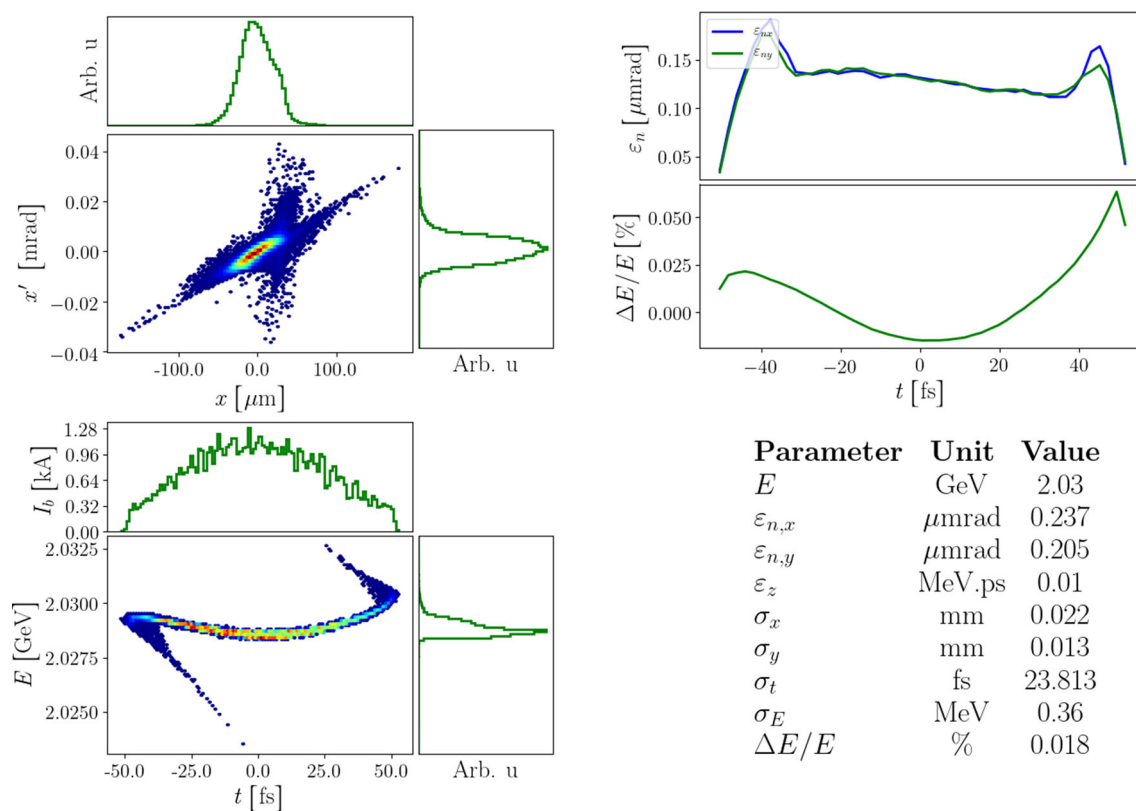 Arb. u
0.04
0.02
0.00
−0.02
−0.04
x′ [mrad]
-100.0 0.0 100.0
x [μm]
Arb. u
ε_nx
ε_ny
0.15
0.10
0.05
ε_n [μmrad]
0.050
0.025
0.000
ΔE/E [%]
−40 −20 0 20 40
t [fs]
1.28
0.96
0.64
0.32
0.00
I_b [kA]
2.0325
2.0300
2.0275
2.0250
E [GeV]
-50.0 -25.0 0.0 25.0 50.0
t [fs]
Arb. u
Parameter Unit Value
E GeV 2.03
ε_n,x μmrad 0.237
ε_n,y μmrad 0.205
ε_z MeV.ps 0.01
σ_x mm 0.022
σ_y mm 0.013
σ_t fs 23.813
σ_E MeV 0.36
ΔE/E % 0.018